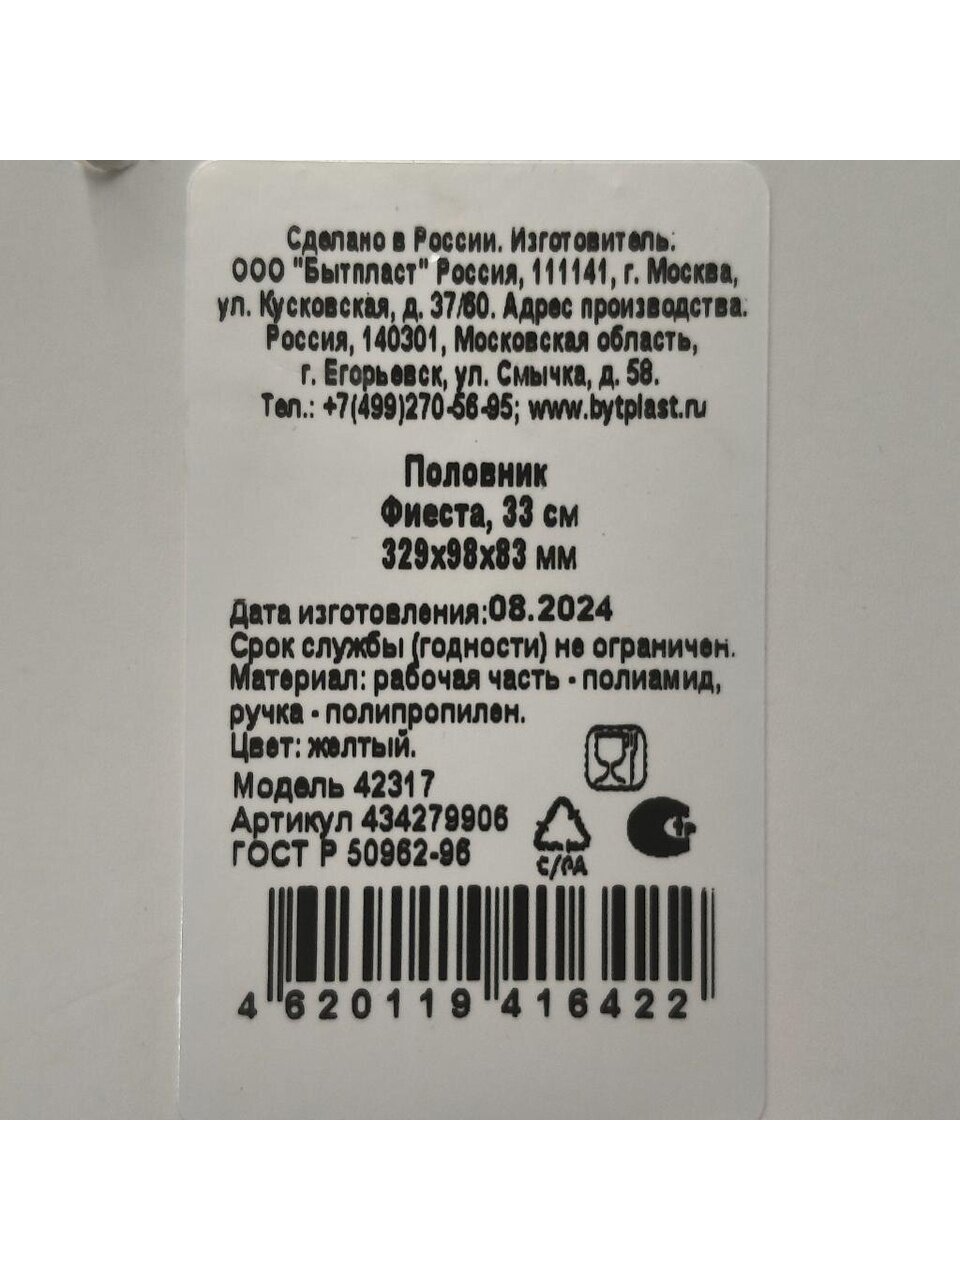 Сделано в России. Изготовитель:
ООО "Бытпласт" Россия, 111141, г. Москва,
ул. Кусковская, д. 37/60. Адрес производства.
Россия, 140301, Московская область,
г. Егорьевск, ул. Смычка, д. 58.
Тел.: +7(499)270-56-95; www.bytplast.ru
Половник
Фиеста, 33 см
329х98х83 мм
Дата изготовления:08.2024
Срок службы (годности) не ограничен.
Материал: рабочая часть - полиамид,
ручка - полипропилен.
Цвет: желтый.
Модель 42317
Артикул 434279906
ГОСТ Р 50962-96
С/РА
4 620119 416422